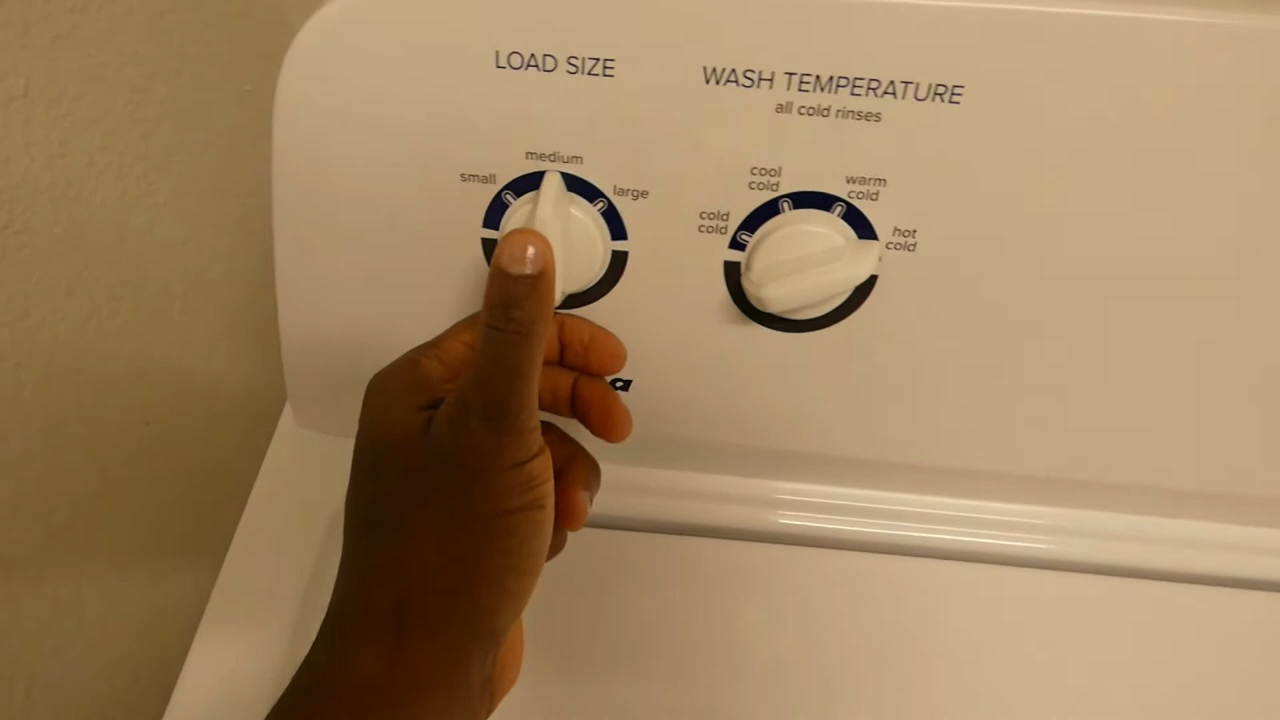 LOAD SIZE
WASH TEMPERATURE
all cold rinses
small
medium
large
cold
cold
cool
cold
warm
cold
hot
cold
a